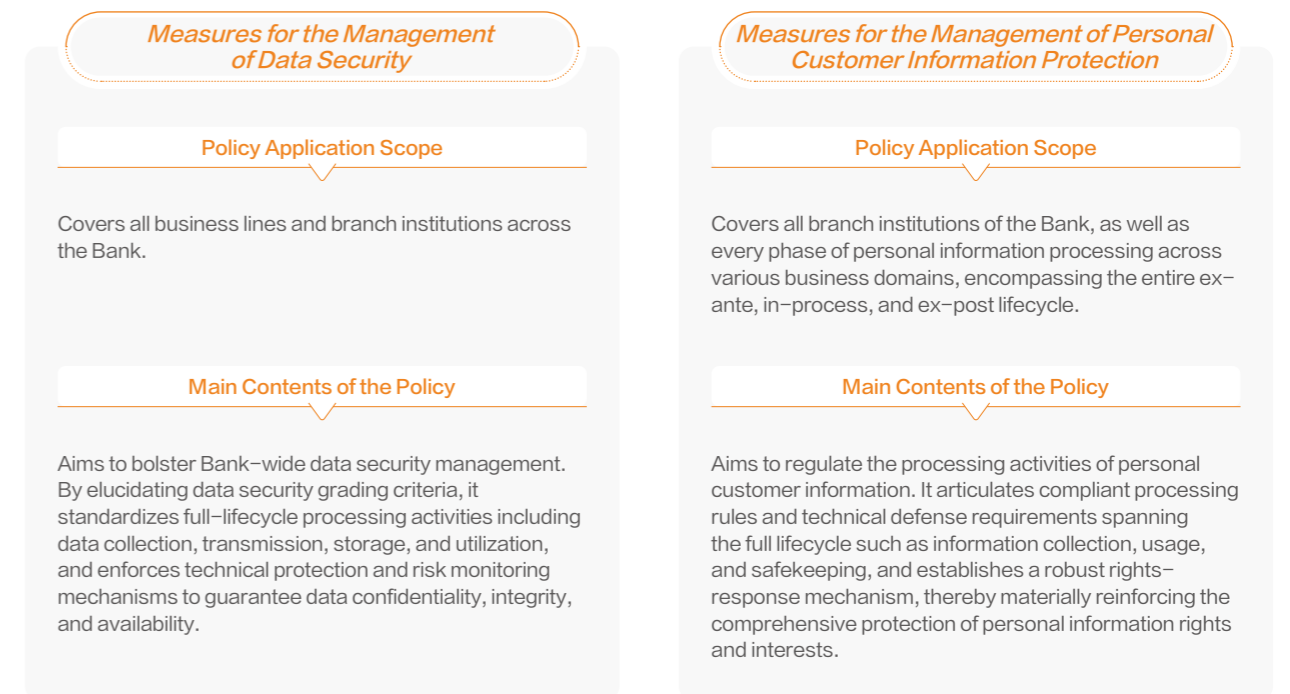 Measures for the Management
of Data Security
Policy Application Scope
Covers all business lines and branch institutions across
the Bank.
Main Contents of the Policy
Aims to bolster Bank-wide data security management.
By elucidating data security grading criteria, it
standardizes full-lifecycle processing activities including
data collection, transmission, storage, and utilization,
and enforces technical protection and risk monitoring
mechanisms to guarantee data confidentiality, integrity,
and availability.
Measures for the Management of Personal
Customer Information Protection
Policy Application Scope
Covers all branch institutions of the Bank, as well as
every phase of personal information processing across
various business domains, encompassing the entire ex-
ante, in-process, and ex-post lifecycle.
Main Contents of the Policy
Aims to regulate the processing activities of personal
customer information. It articulates compliant processing
rules and technical defense requirements spanning
the full lifecycle such as information collection, usage,
and safekeeping, and establishes a robust rights-
response mechanism, thereby materially reinforcing the
comprehensive protection of personal information rights
and interests.